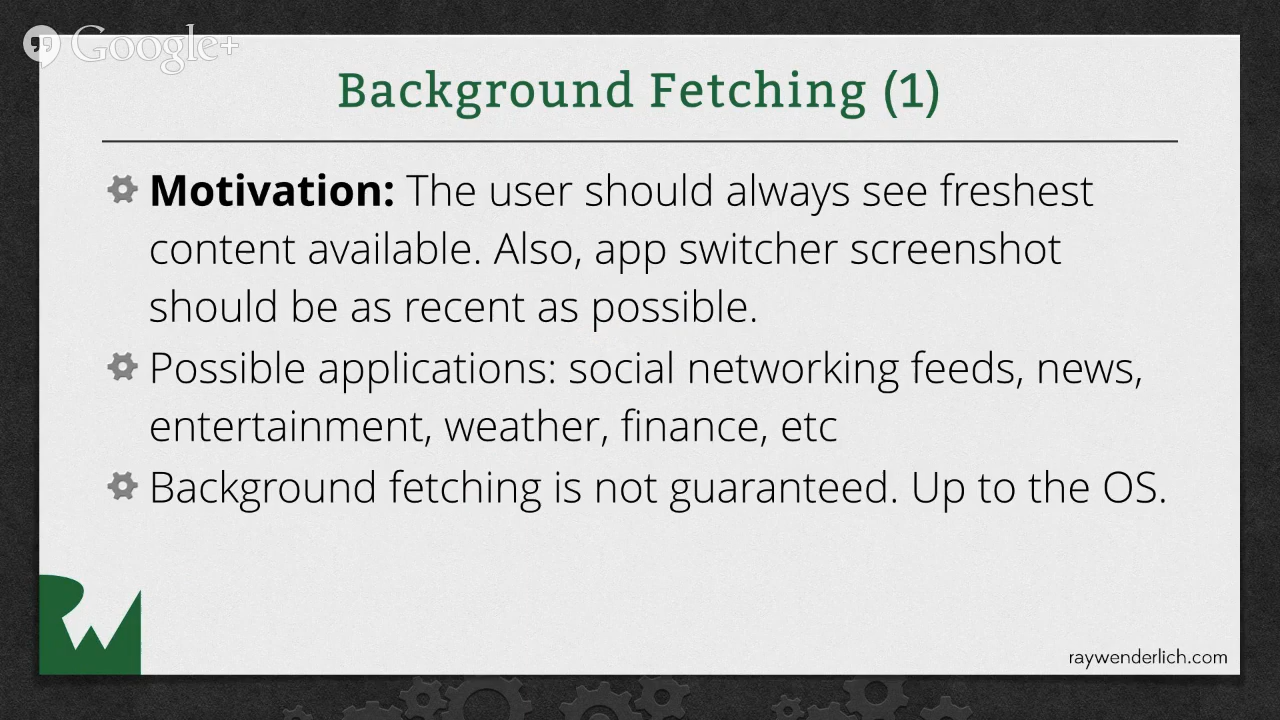 Google+
Background Fetching (1)
Motivation: The user should always see freshest
content available. Also, app switcher screenshot
should be as recent as possible.
Possible applications: social networking feeds, news,
entertainment, weather, finance, etc
Background fetching is not guaranteed. Up to the OS.
RW
raywenderlich.com